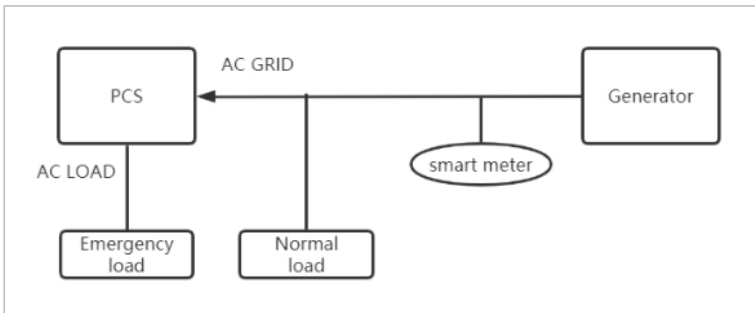 AC GRID
PCS
Generator
smart meter
AC LOAD
Emergency
load
Normal
load